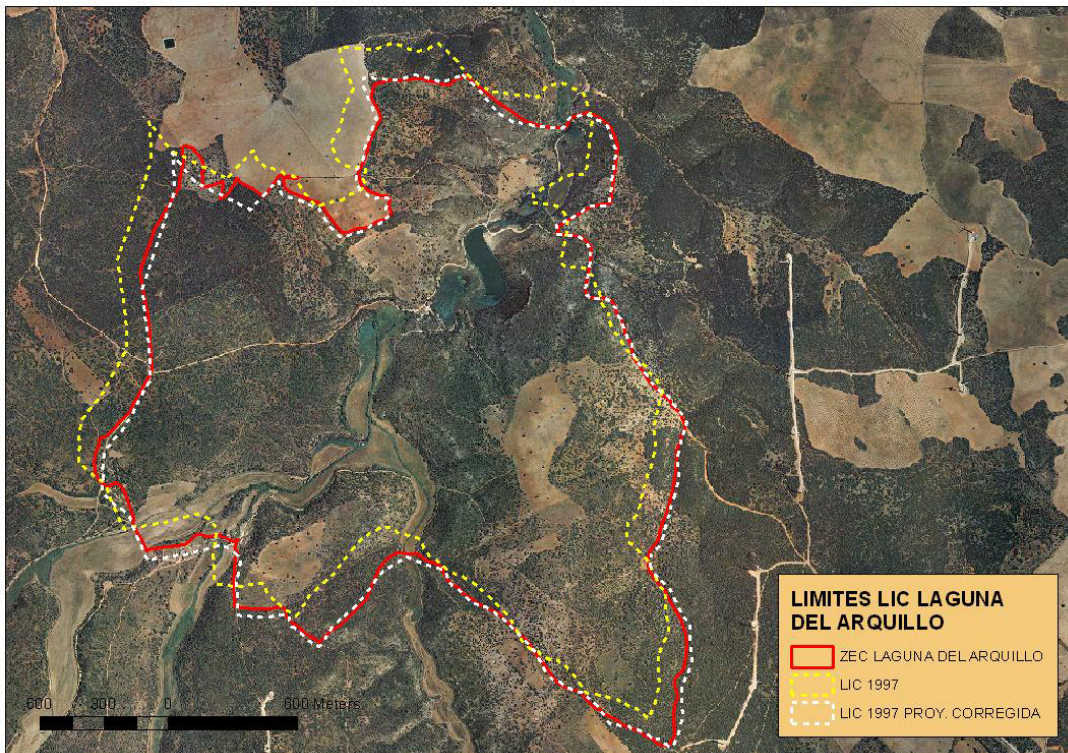 LIMITES LIC LAGUNA
DEL ARQUILLO
ZEC LAGUNA DEL ARQUILLO
LIC 1997
LIC 1997 PROY. CORREGIDA
600 300 0 600 Meters